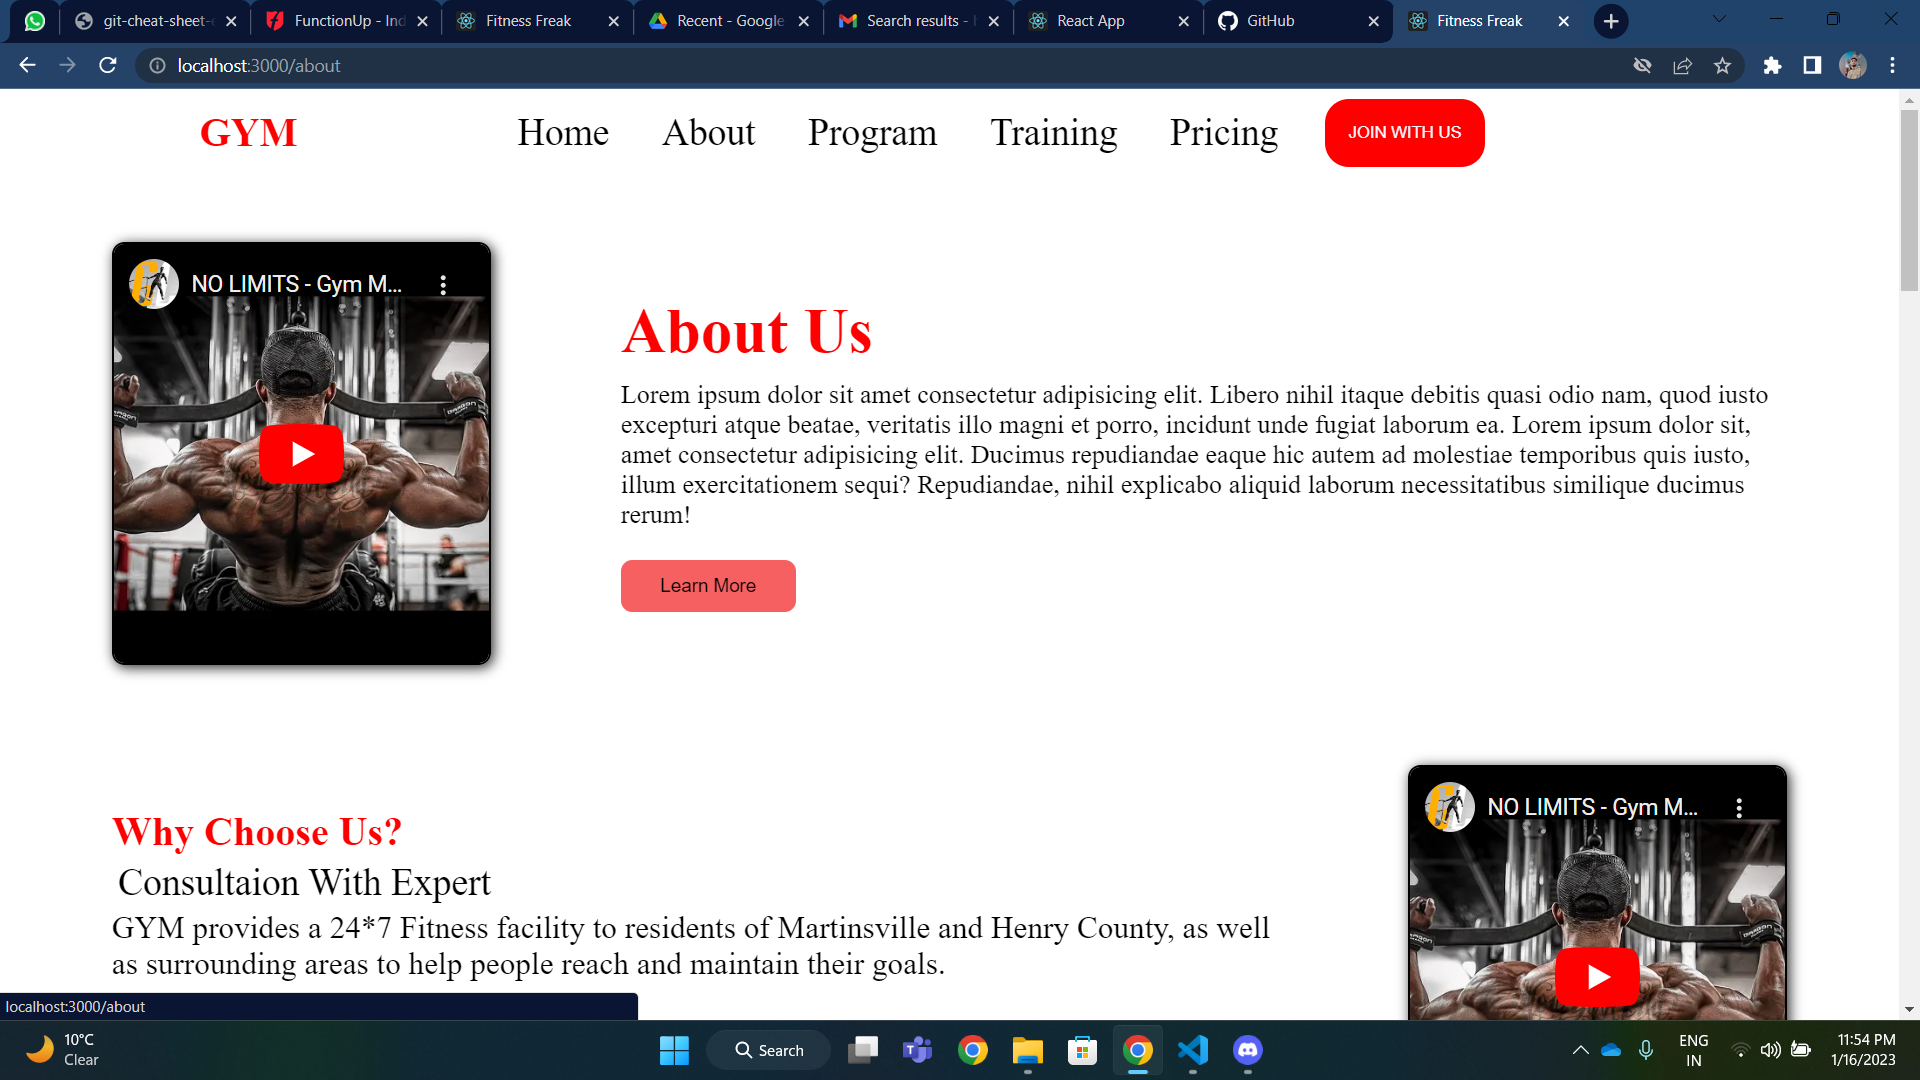 git-cheat-sheet-
FunctionUp - Ind
Fitness Freak
Recent - Google
Search results -
React App
GitHub
Fitness Freak
localhost:3000/about
GYM
Home
About
Program
Training
Pricing
JOIN WITH US
NO LIMITS - Gym M...
About Us
Lorem ipsum dolor sit amet consectetur adipisicing elit. Libero nihil itaque debitis quasi odio nam, quod iusto
excepturi atque beatae, veritatis illo magni et porro, incidunt unde fugiat laborum ea. Lorem ipsum dolor sit,
amet consectetur adipisicing elit. Ducimus repudiandae eaque hic autem ad molestiae temporibus quis iusto,
illum exercitationem sequi? Repudiandae, nihil explicabo aliquid laborum necessitatibus similique ducimus
rerum!
Learn More
Why Choose Us?
Consultaion With Expert
GYM provides a 24*7 Fitness facility to residents of Martinsville and Henry County, as well
as surrounding areas to help people reach and maintain their goals.
NO LIMITS - Gym M...
localhost:3000/about
10°C
Clear
Search
ENG
IN
11:54 PM
1/16/2023